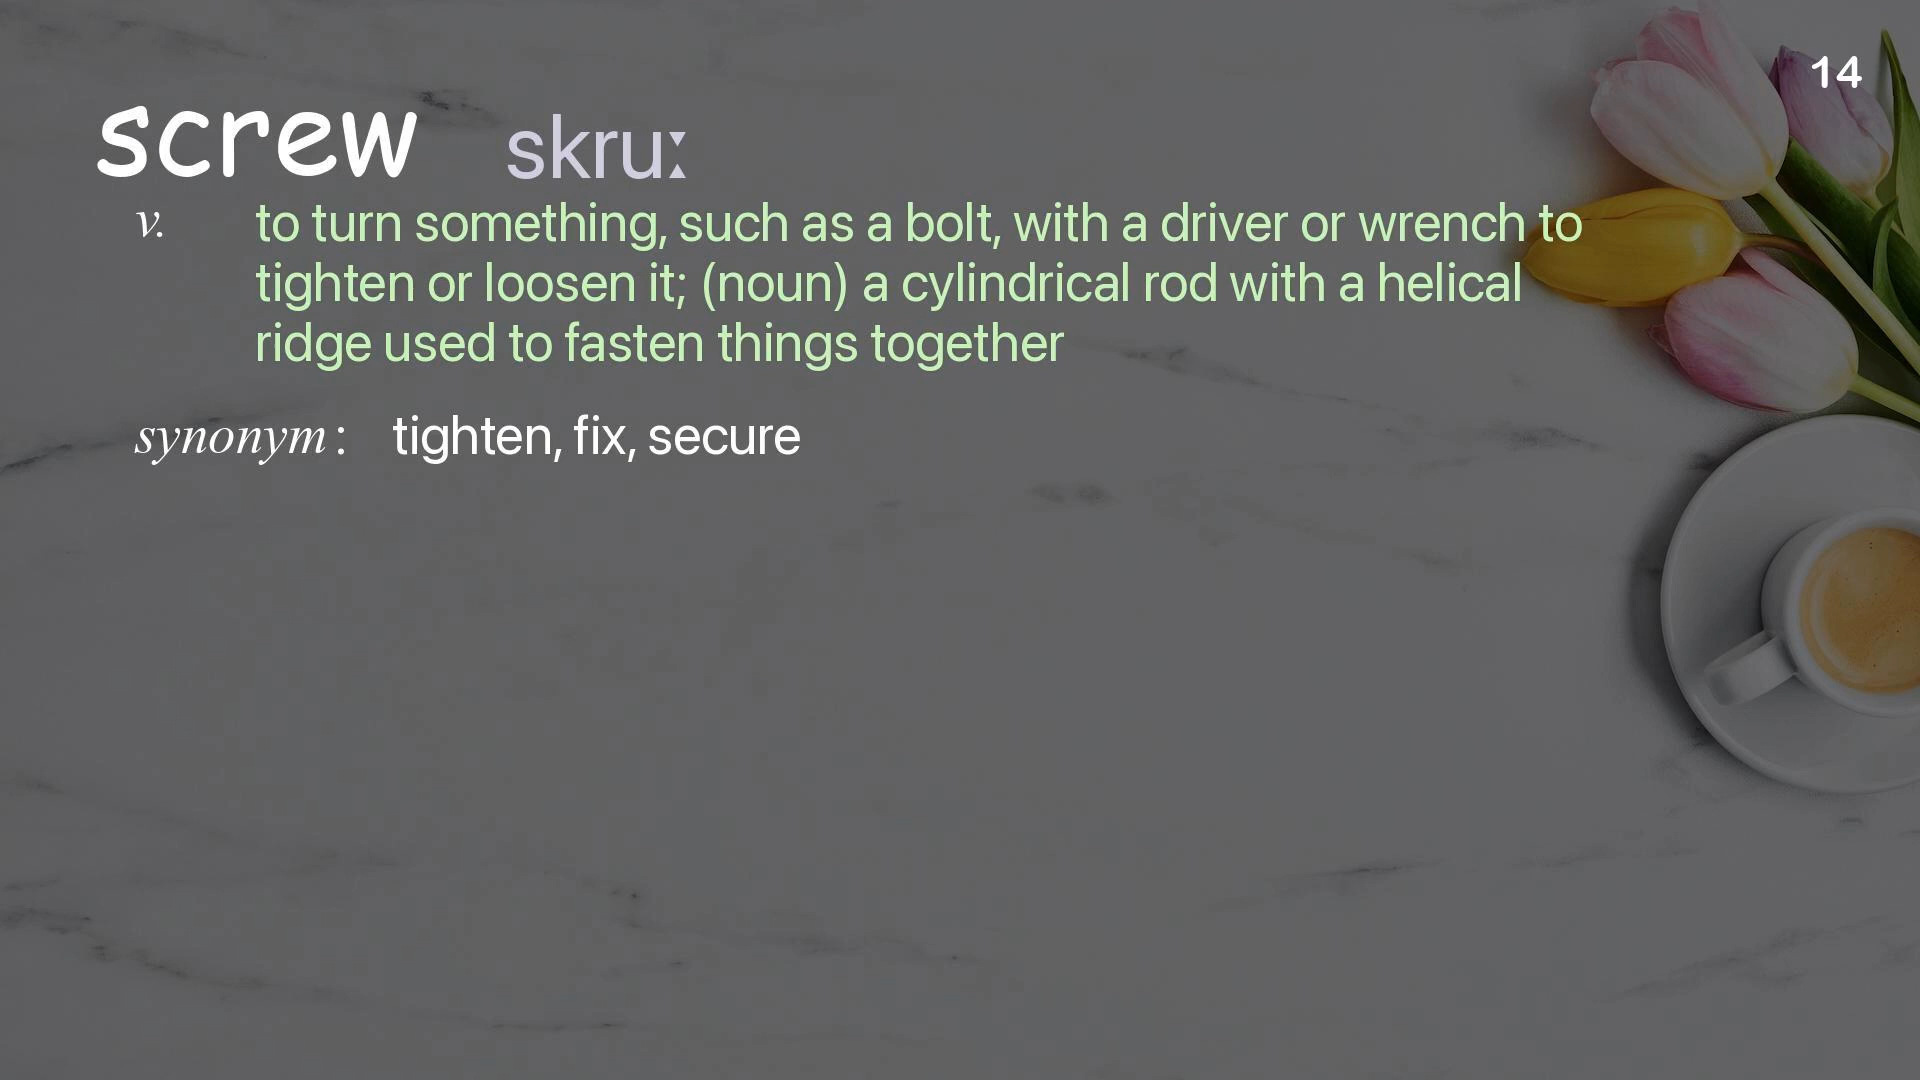 14
screw skruː
v. to turn something, such as a bolt, with a driver or wrench to
tighten or loosen it; (noun) a cylindrical rod with a helical
ridge used to fasten things together
synonym : tighten, fix, secure